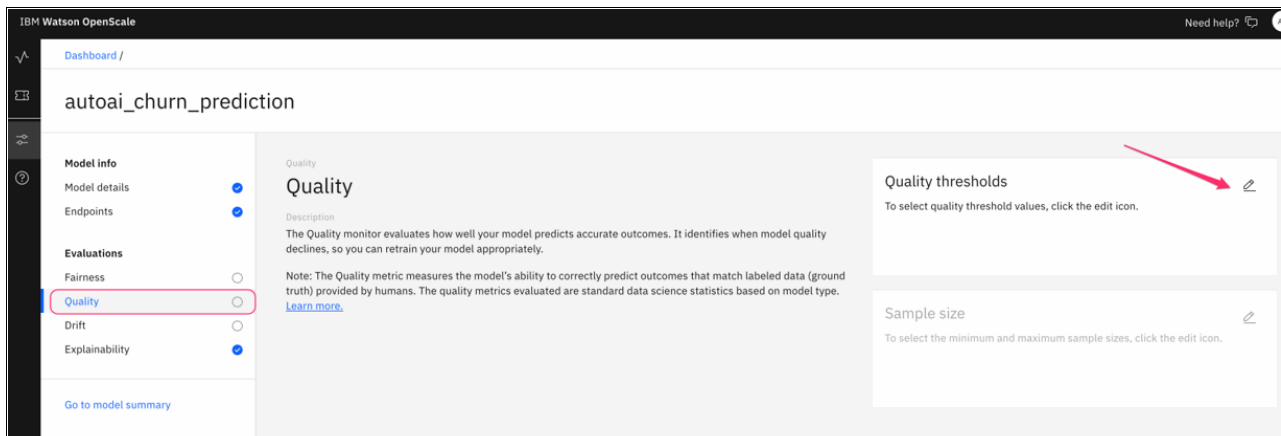 IBM Watson OpenScale
Need help?
Dashboard /
autoai_churn_prediction
Model info
Model details
Endpoints
Evaluations
Fairness
Quality
Drift
Explainability
Go to model summary
Quality
Quality
Description
The Quality monitor evaluates how well your model predicts accurate outcomes. It identifies when model quality
declines, so you can retrain your model appropriately.
Note: The Quality metric measures the model's ability to correctly predict outcomes that match labeled data (ground
truth) provided by humans. The quality metrics evaluated are standard data science statistics based on model type.
Learn more.
Quality thresholds
To select quality threshold values, click the edit icon.
Sample size
To select the minimum and maximum sample sizes, click the edit icon.